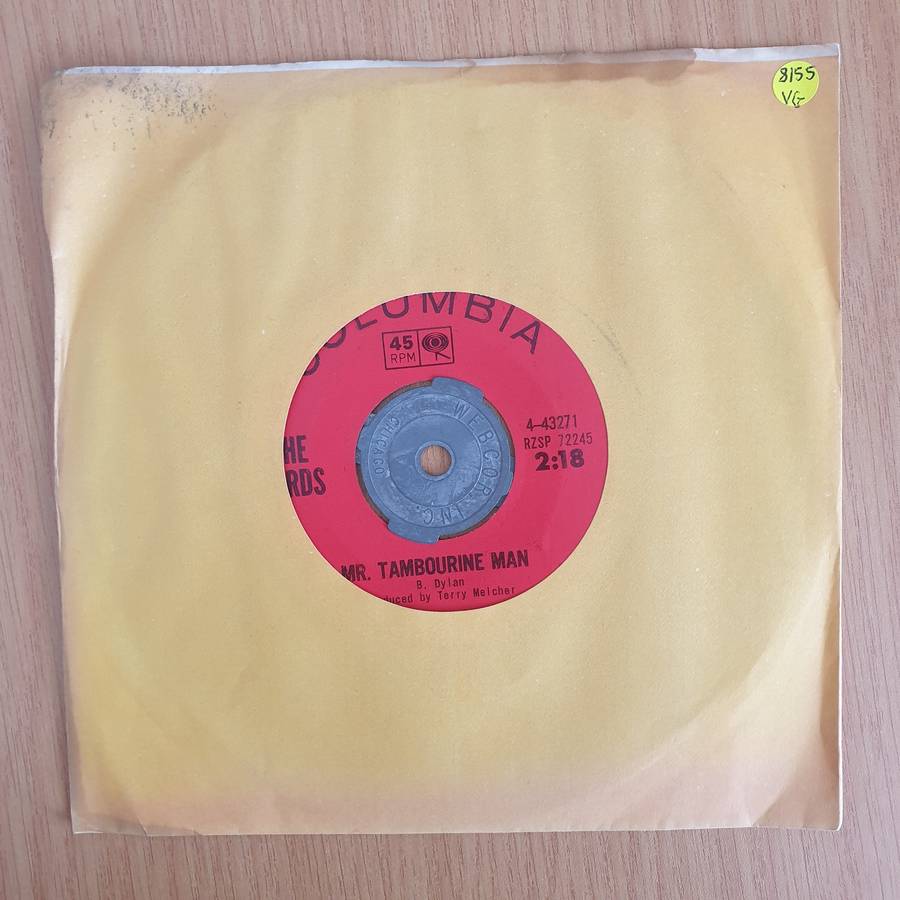 8155
VG
COLUMBIA
45
RPM
4-43271
RZSP 72245
2:18
HE
RDS
WEBCOR INC.
CHICAGO
MR. TAMBOURINE MAN
B. Dylan
duced by Terry Melcher